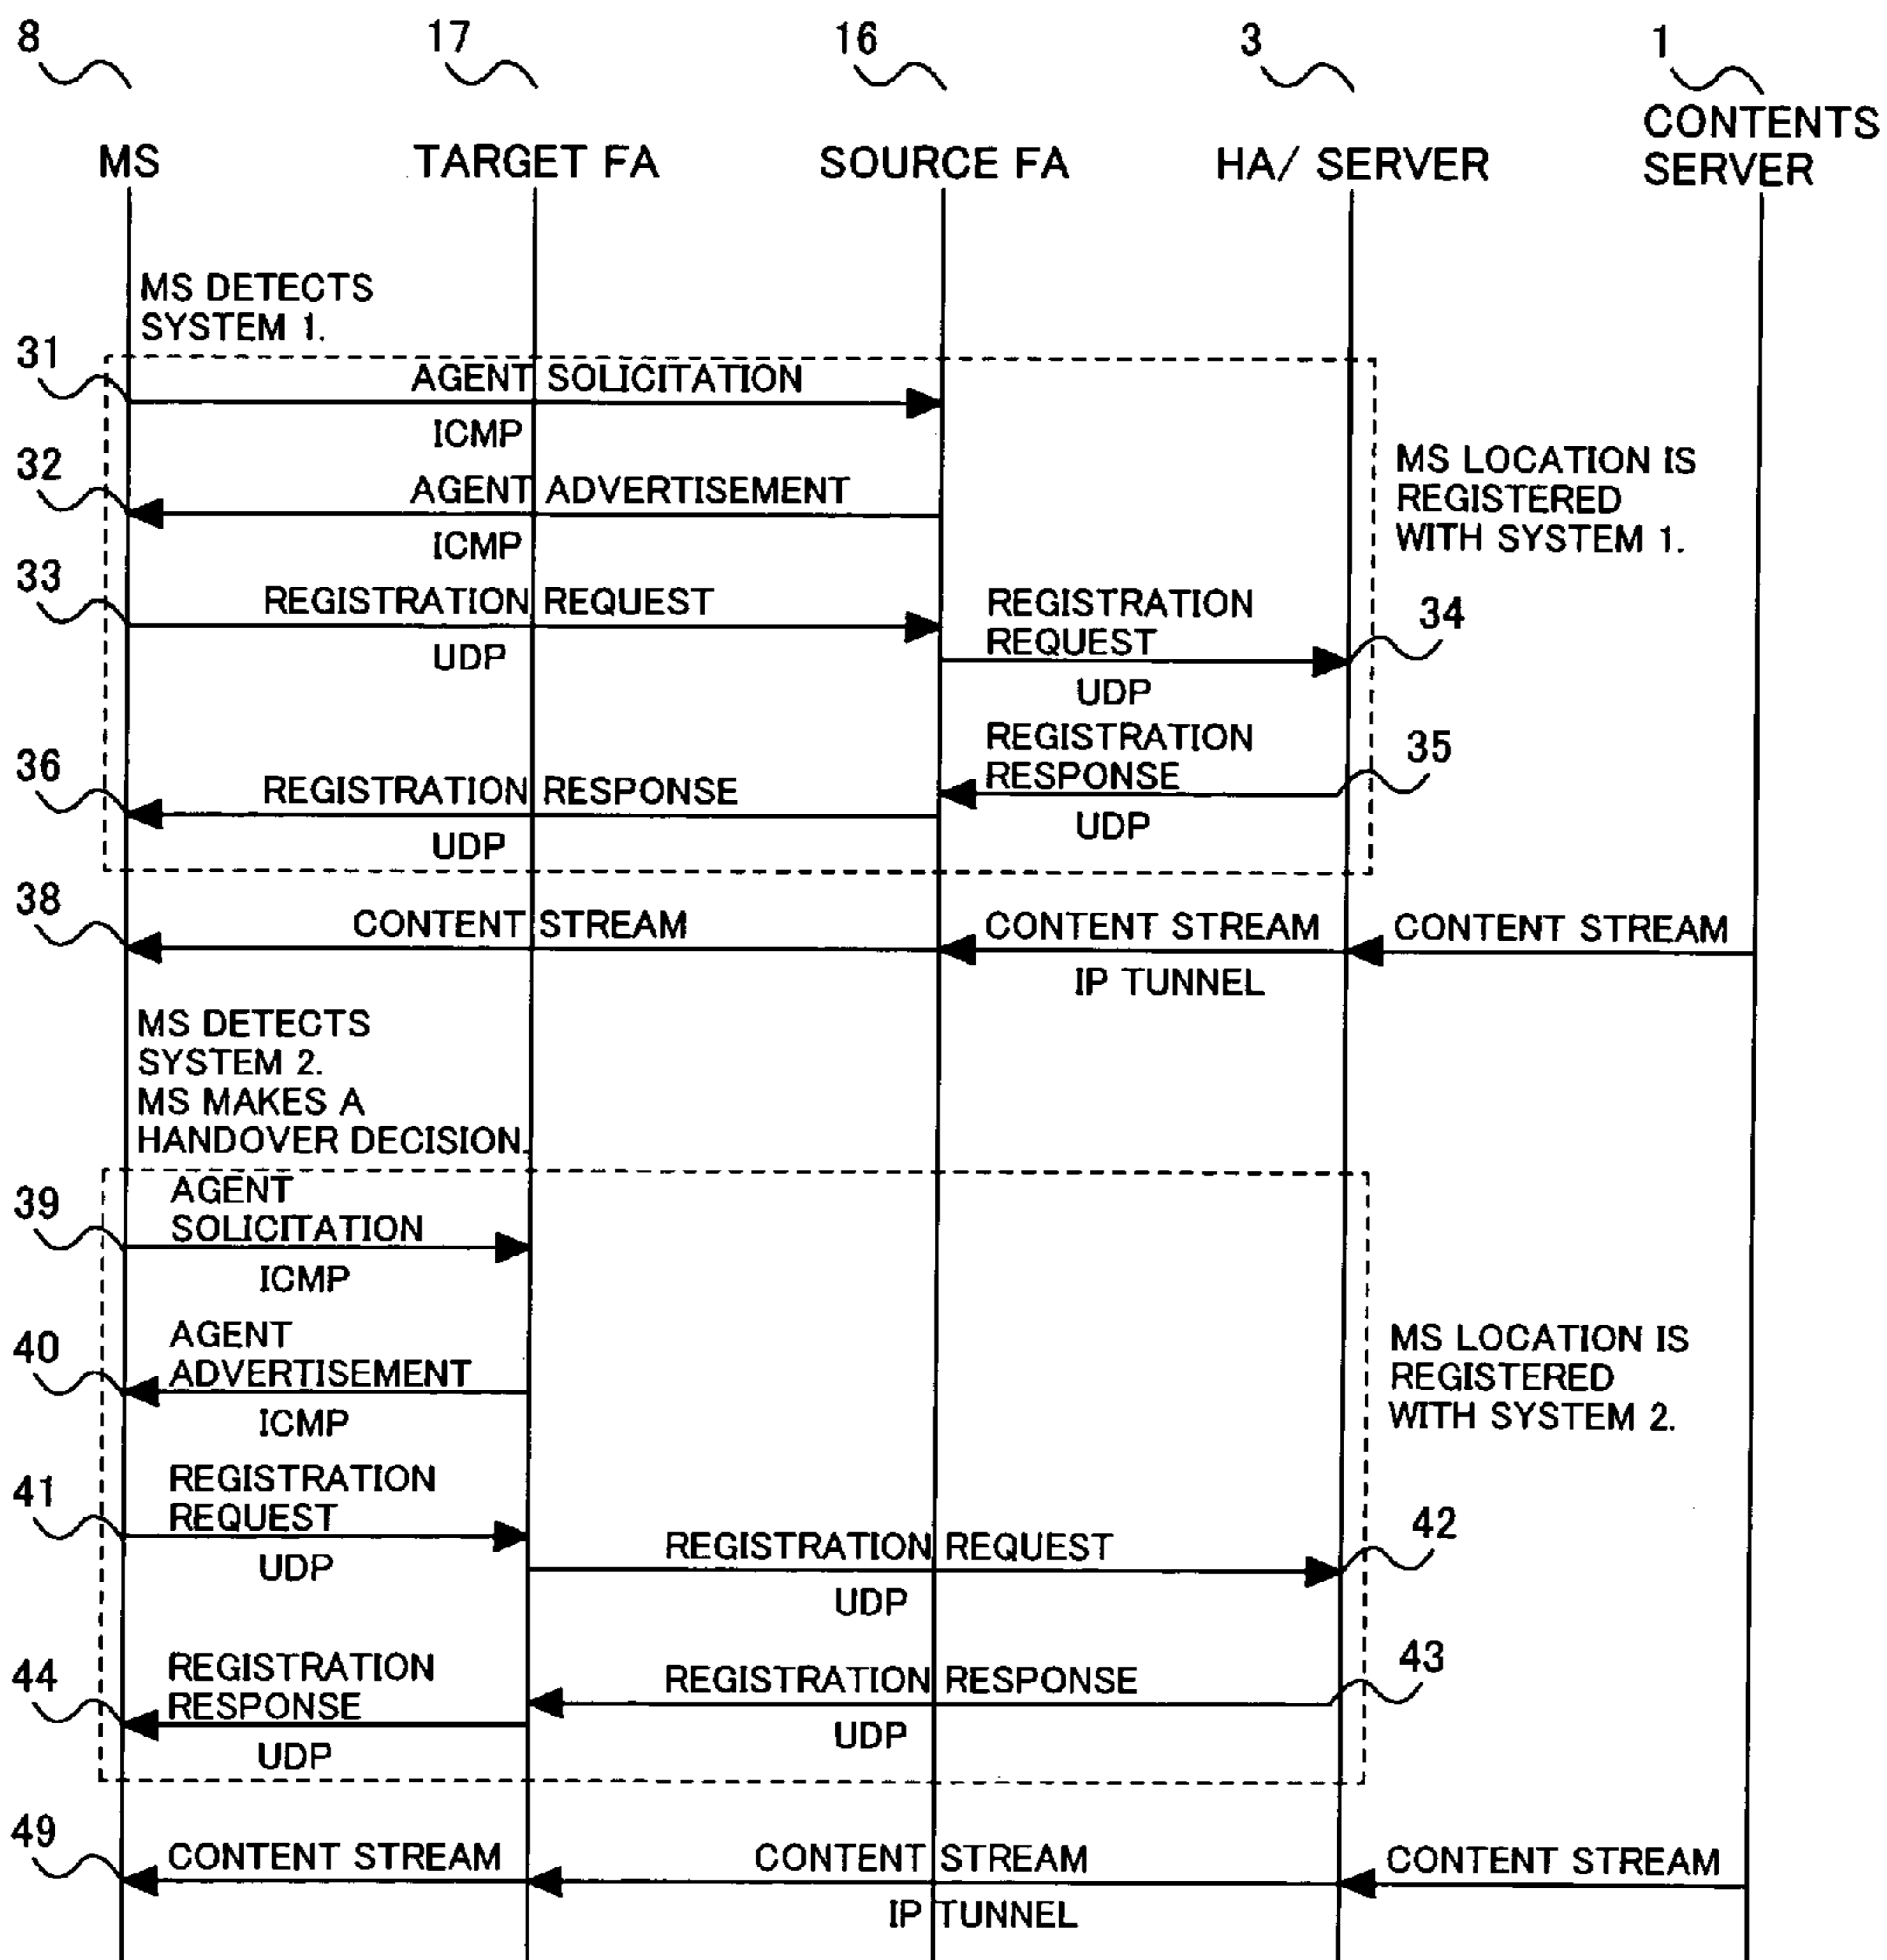 8
17
16
3
1
MS
TARGET FA
SOURCE FA
HA/ SERVER
CONTENTS
SERVER
MS DETECTS
SYSTEM 1.
31
AGENT SOLICITATION
ICMP
32
AGENT ADVERTISEMENT
ICMP
MS LOCATION IS
REGISTERED
WITH SYSTEM 1.
33
REGISTRATION REQUEST
UDP
REGISTRATION
REQUEST
UDP
34
REGISTRATION
RESPONSE
UDP
35
36
REGISTRATION RESPONSE
UDP
38
CONTENT STREAM
CONTENT STREAM
IP TUNNEL
CONTENT STREAM
MS DETECTS
SYSTEM 2.
MS MAKES A
HANDOVER DECISION.
39
AGENT
SOLICITATION
ICMP
40
AGENT
ADVERTISEMENT
ICMP
MS LOCATION IS
REGISTERED
WITH SYSTEM 2.
41
REGISTRATION
REQUEST
UDP
REGISTRATION REQUEST
UDP
42
44
REGISTRATION
RESPONSE
UDP
REGISTRATION RESPONSE
UDP
43
49
CONTENT STREAM
CONTENT STREAM
IP TUNNEL
CONTENT STREAM